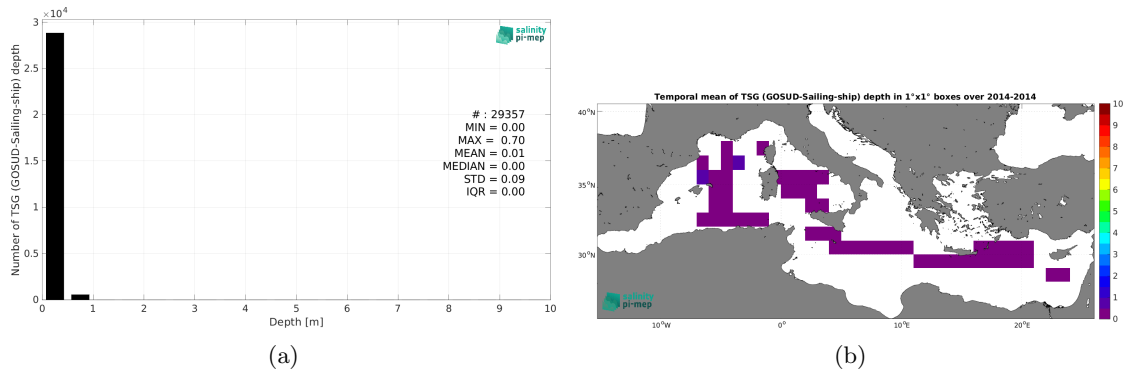 ×10⁴
3
2.5
2
1.5
1
0.5
0
0 1 2 3 4 5 6 7 8 9 10
Number of TSG (GOSUD-Sailing-ship) depth
Depth [m]
salinity
pi-mep
# : 29357
MIN = 0.00
MAX = 0.70
MEAN = 0.01
MEDIAN = 0.00
STD = 0.09
IQR = 0.00
(a)
Temporal mean of TSG (GOSUD-Sailing-ship) depth in 1°x1° boxes over 2014-2014
40°N
35°N
30°N
10°W 0° 10°E 20°E
10
9
8
7
6
5
4
3
2
1
0
salinity
pi-mep
(b)